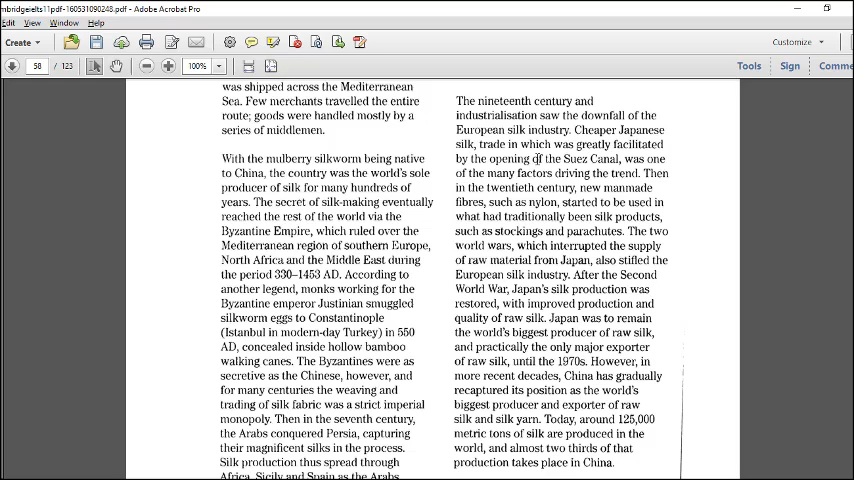 mbridgeielts11pdf-160531090248.pdf - Adobe Acrobat Pro
Edit View Window Help
Create Customize
58 / 123 100% Tools Sign Comme
was shipped across the Mediterranean
Sea. Few merchants travelled the entire
route; goods were handled mostly by a
series of middlemen.
With the mulberry silkworm being native
to China, the country was the world's sole
producer of silk for many hundreds of
years. The secret of silk-making eventually
reached the rest of the world via the
Byzantine Empire, which ruled over the
Mediterranean region of southern Europe,
North Africa and the Middle East during
the period 330–1453 AD. According to
another legend, monks working for the
Byzantine emperor Justinian smuggled
silkworm eggs to Constantinople
(Istanbul in modern-day Turkey) in 550
AD, concealed inside hollow bamboo
walking canes. The Byzantines were as
secretive as the Chinese, however, and
for many centuries the weaving and
trading of silk fabric was a strict imperial
monopoly. Then in the seventh century,
the Arabs conquered Persia, capturing
their magnificent silks in the process.
Silk production thus spread through
Africa, Sicily and Spain as the Arabs
The nineteenth century and
industrialisation saw the downfall of the
European silk industry. Cheaper Japanese
silk, trade in which was greatly facilitated
by the opening of the Suez Canal, was one
of the many factors driving the trend. Then
in the twentieth century, new manmade
fibres, such as nylon, started to be used in
what had traditionally been silk products,
such as stockings and parachutes. The two
world wars, which interrupted the supply
of raw material from Japan, also stifled the
European silk industry. After the Second
World War, Japan's silk production was
restored, with improved production and
quality of raw silk. Japan was to remain
the world's biggest producer of raw silk,
and practically the only major exporter
of raw silk, until the 1970s. However, in
more recent decades, China has gradually
recaptured its position as the world's
biggest producer and exporter of raw
silk and silk yarn. Today, around 125,000
metric tons of silk are produced in the
world, and almost two thirds of that
production takes place in China.